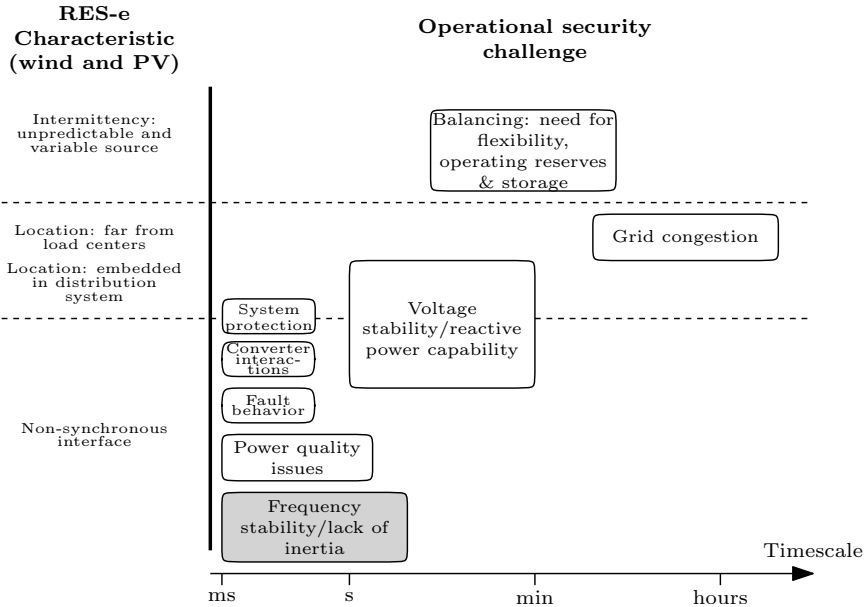 RES-e
Characteristic
(wind and PV)
Operational security
challenge
Intermittency:
unpredictable and
variable source
Balancing: need for
flexibility,
operating reserves
& storage
Location: far from
load centers
Grid congestion
Location: embedded
in distribution
system
System
protection
Voltage
stability/reactive
power capability
Converter
interac-
tions
Fault
behavior
Non-synchronous
interface
Power quality
issues
Frequency
stability/lack of
inertia
Timescale
ms
s
min
hours